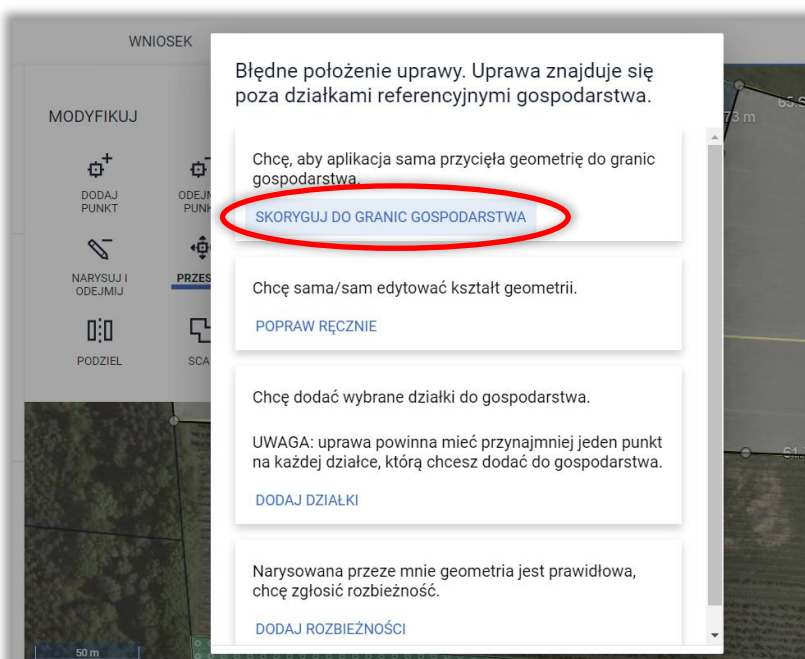 WNIOSEK
MODYFIKUJ
DODAJ
PUNKT
NARYSUJ I
ODEJMIJ
PODZIEL
Błędne położenie uprawy. Uprawa znajduje się
poza działkami referencyjnymi gospodarstwa.
Chcę, aby aplikacja sama przycięła geometrię do granic
gospodarstwa.
SKORYGUJ DO GRANIC GOSPODARSTWA
Chcę sama/sam edytować kształt geometrii.
POPRAW RĘCZNIE
Chcę dodać wybrane działki do gospodarstwa.
UWAGA: uprawa powinna mieć przynajmniej jeden punkt
na każdej działce, którą chcesz dodać do gospodarstwa.
DODAJ DZIAŁKI
Narysowana przeze mnie geometria jest prawidłowa,
chcę zgłosić rozbieżność.
DODAJ ROZBIEŻNOŚCI
50 m